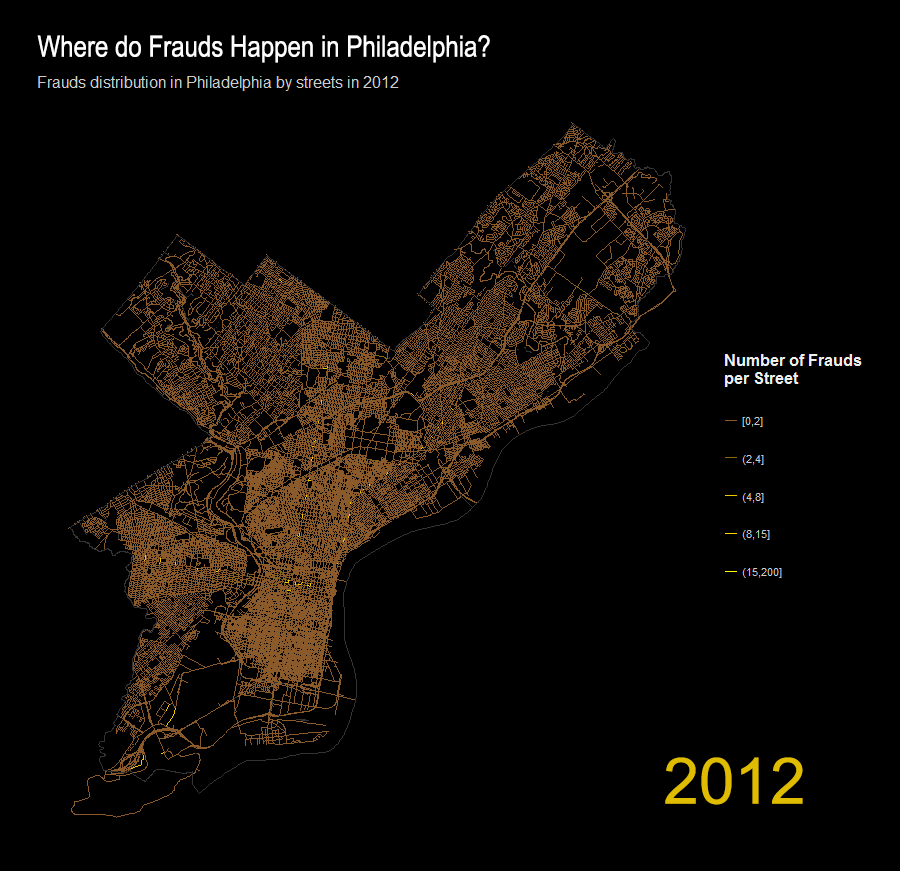 Where do Frauds Happen in Philadelphia?
Frauds distribution in Philadelphia by streets in 2012
Number of Frauds
per Street
[0,2]
(2,4]
(4,8]
(8,15]
(15,200]
2012